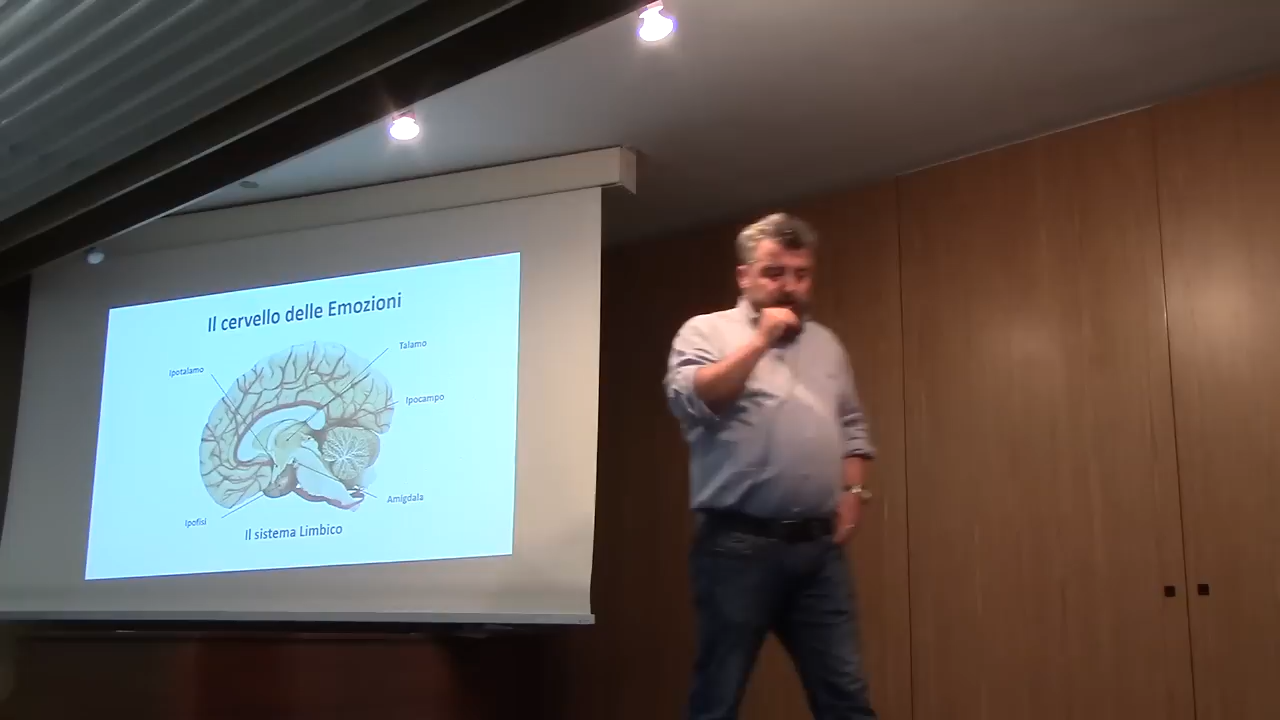 Il cervello delle Emozioni
Talamo
Ipotalamo
Ipocampo
Amigdala
Ipofisi
Il sistema Limbico